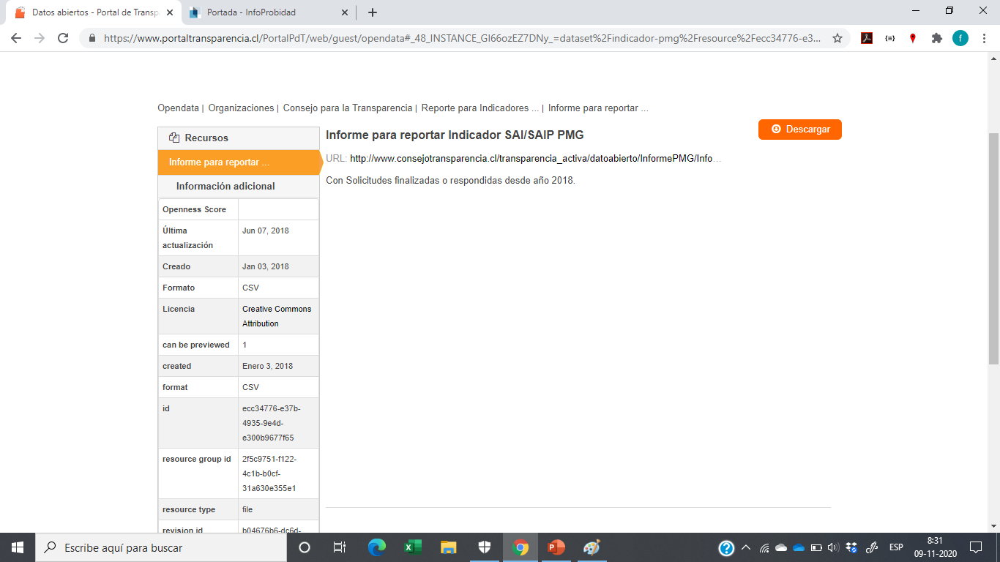 Datos abiertos - Portal de Transp
Portada - InfoProbidad
https://www.portaltransparencia.cl/PortalPdT/web/guest/opendata#_48_INSTANCE_GI66ozEZ7DNy_=dataset%2Findicador-pmg%2Fresource%2Fecc34776-e3...
f
Opendata | Organizaciones | Consejo para la Transparencia | Reporte para Indicadores ... | Informe para reportar ...
Descargar
Recursos
Informe para reportar ...
Información adicional
Openness Score
Última actualización Jun 07, 2018
Creado Jan 03, 2018
Formato CSV
Licencia Creative Commons Attribution
can be previewed 1
created Enero 3, 2018
format CSV
id ecc34776-e37b-
4935-9e4d-
e300b9677f65
resource group id 2f5c9751-f122-
4c1b-b0cf-
31a630e355e1
resource type file
revision id b04676b6-dc6d-
Informe para reportar Indicador SAI/SAIP PMG
URL: http://www.consejotransparencia.cl/transparencia_activa/datoabierto/InformePMG/Info...
Con Solicitudes finalizadas o respondidas desde año 2018.
Escribe aquí para buscar
ESP
8:31
09-11-2020